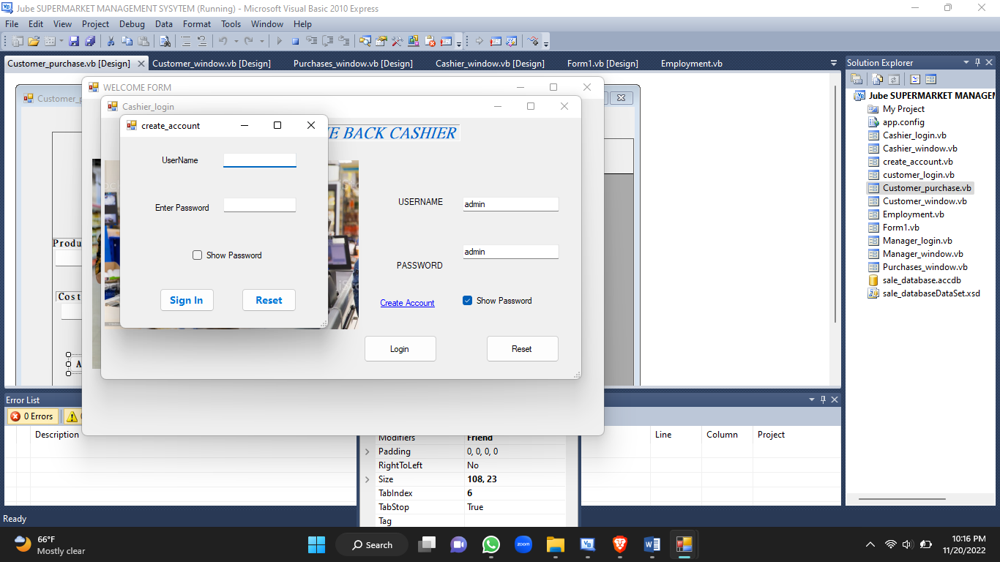 Jube SUPERMARKET MANAGEMENT SYSYTEM (Running) - Microsoft Visual Basic 2010 Express
File Edit View Project Debug Data Format Tools Window Help
Customer_purchase.vb [Design] Customer_window.vb [Design] Purchases_window.vb [Design] Cashier_window.vb [Design] Form1.vb [Design] Employment.vb
Customer_p
Produ
Cost
A
WELCOME FORM
Cashier_login
E BACK CASHIER
USERNAME admin
PASSWORD admin
Create Account Show Password
Login Reset
create_account
UserName
Enter Password
Show Password
Sign In Reset
Solution Explorer
Jube SUPERMARKET MANAGEM
My Project
app.config
Cashier_login.vb
Cashier_window.vb
create_account.vb
customer_login.vb
Customer_purchase.vb
Customer_window.vb
Employment.vb
Form1.vb
Manager_login.vb
Manager_window.vb
Purchases_window.vb
sale_database.accdb
sale_databaseDataSet.xsd
Error List
0 Errors
Description Line Column Project
Modifiers Friend
Padding 0, 0, 0, 0
RightToLeft No
Size 108, 23
TabIndex 6
TabStop True
Tag
Ready
66°F
Mostly clear
Search
zoom
10:16 PM
11/20/2022